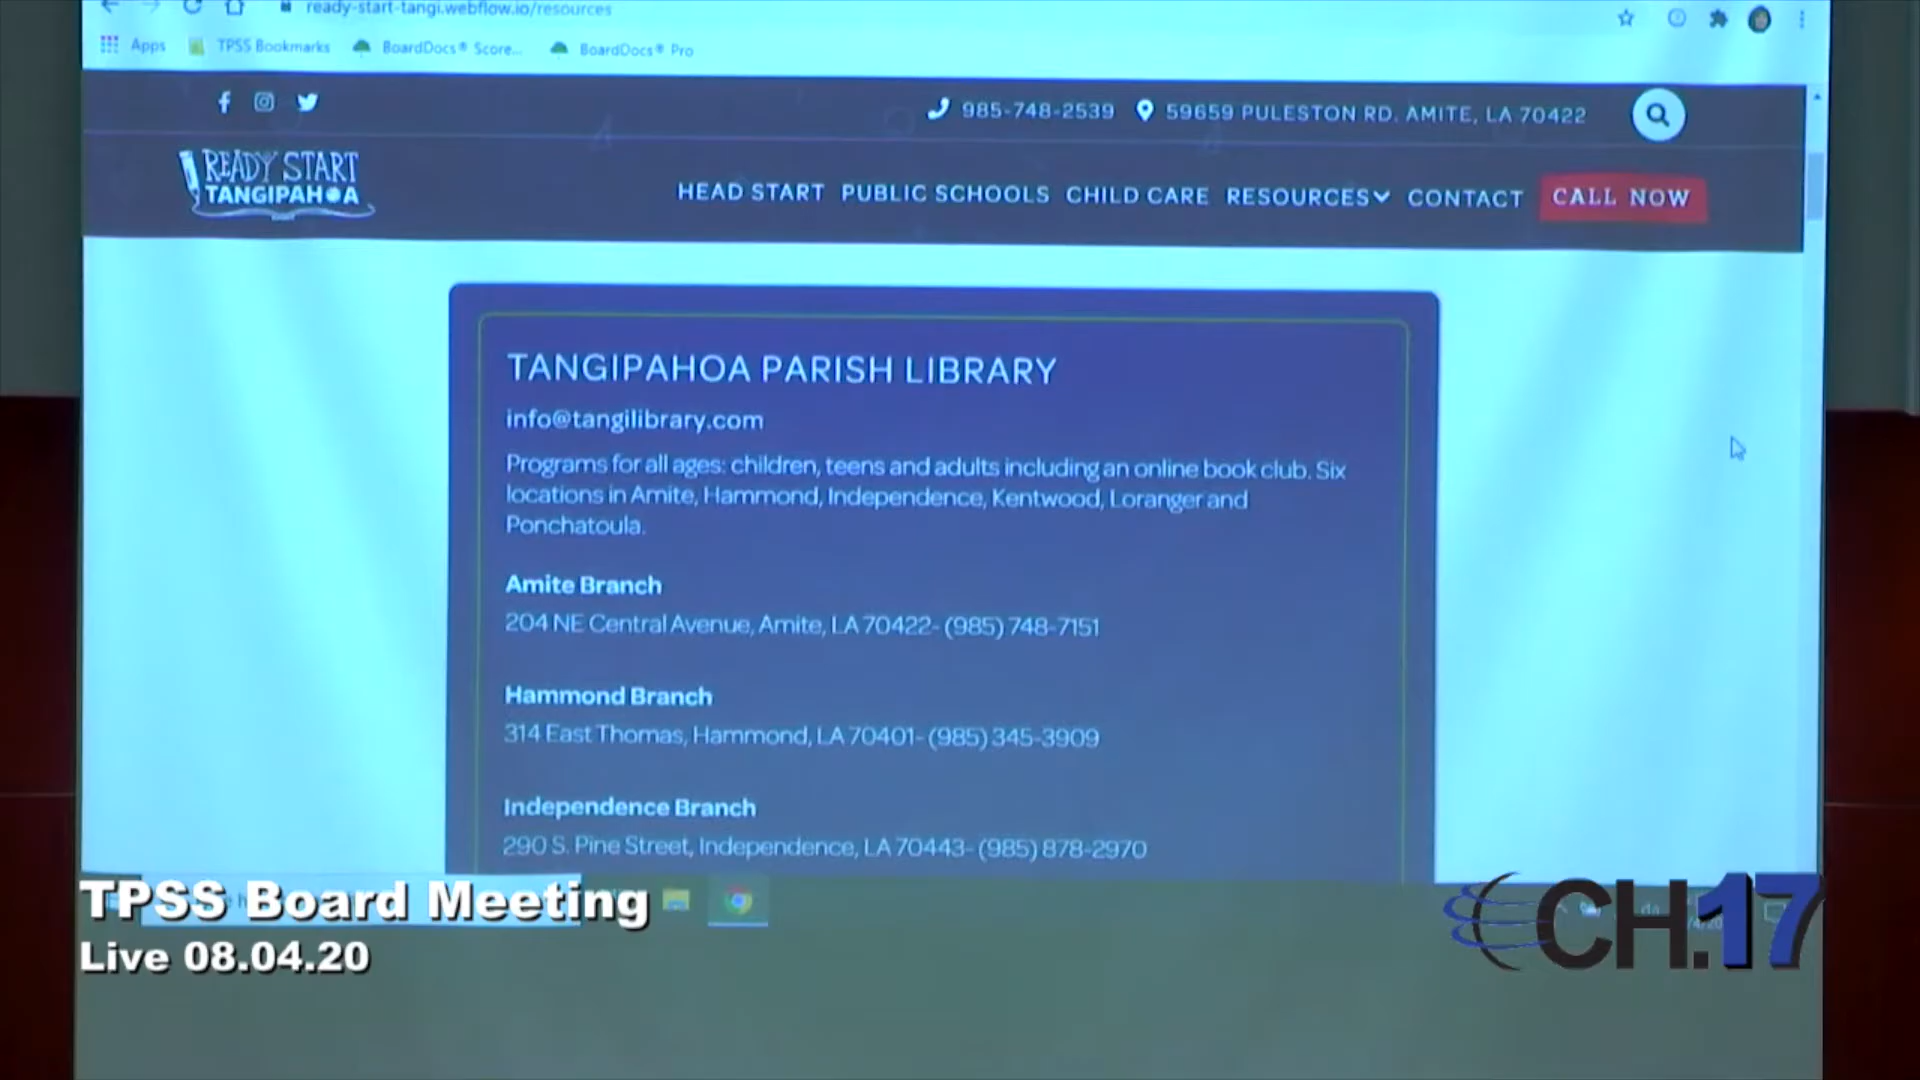 ready-start-tangi.webflow.io/resources
Apps TPSS Bookmarks BoardDocs® Score... BoardDocs® Pro
985-748-2539 59659 PULESTON RD. AMITE, LA 70422
READY START
TANGIPAHOA
HEAD START PUBLIC SCHOOLS CHILD CARE RESOURCES CONTACT CALL NOW
TANGIPAHOA PARISH LIBRARY
info@tangilibrary.com
Programs for all ages: children, teens and adults including an online book club. Six
locations in Amite, Hammond, Independence, Kentwood, Loranger and
Ponchatoula.
Amite Branch
204 NE Central Avenue, Amite, LA 70422- (985) 748-7151
Hammond Branch
314 East Thomas, Hammond, LA 70401- (985) 345-3909
Independence Branch
290 S. Pine Street, Independence, LA 70443- (985) 878-2970
TPSS Board Meeting
Live 08.04.20
CH.17